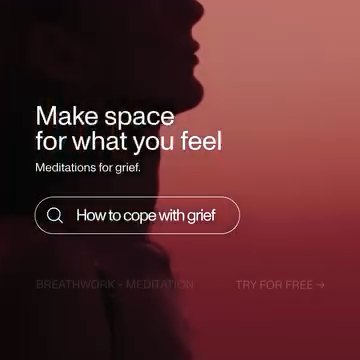 Make space
for what you feel
Meditations for grief.
How to cope with grief
BREATHWORK + MEDITATION
TRY FOR FREE →